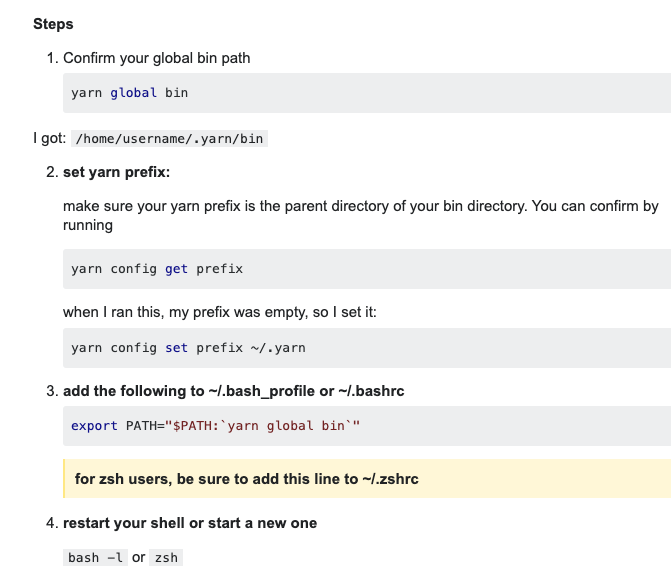 Steps
1. Confirm your global bin path
yarn global bin
I got: /home/username/.yarn/bin
2. set yarn prefix:
make sure your yarn prefix is the parent directory of your bin directory. You can confirm by
running
yarn config get prefix
when I ran this, my prefix was empty, so I set it:
yarn config set prefix ~/.yarn
3. add the following to ~/.bash_profile or ~/.bashrc
export PATH="$PATH:`yarn global bin`"
for zsh users, be sure to add this line to ~/.zshrc
4. restart your shell or start a new one
bash -l or zsh